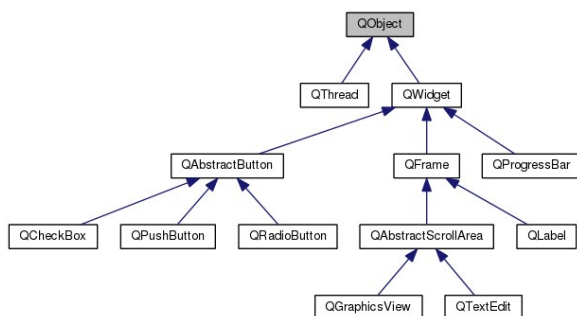 QObject
QThread
QWidget
QAbstractButton
QFrame
QProgressBar
QCheckBox
QPushButton
QRadioButton
QAbstractScrollArea
QLabel
QGraphicsView
QTextEdit